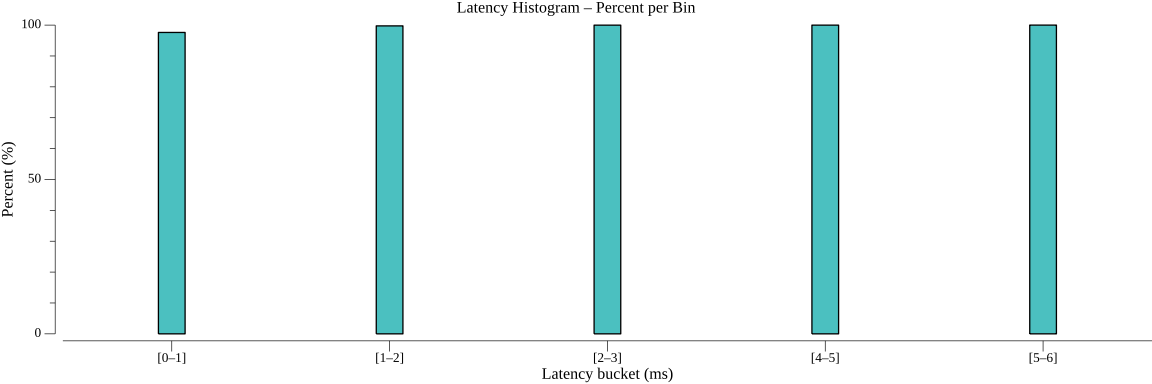 Latency Histogram – Percent per Bin
Percent (%)
100
50
0
[0–1]
[1–2]
[2–3]
[4–5]
[5–6]
Latency bucket (ms)